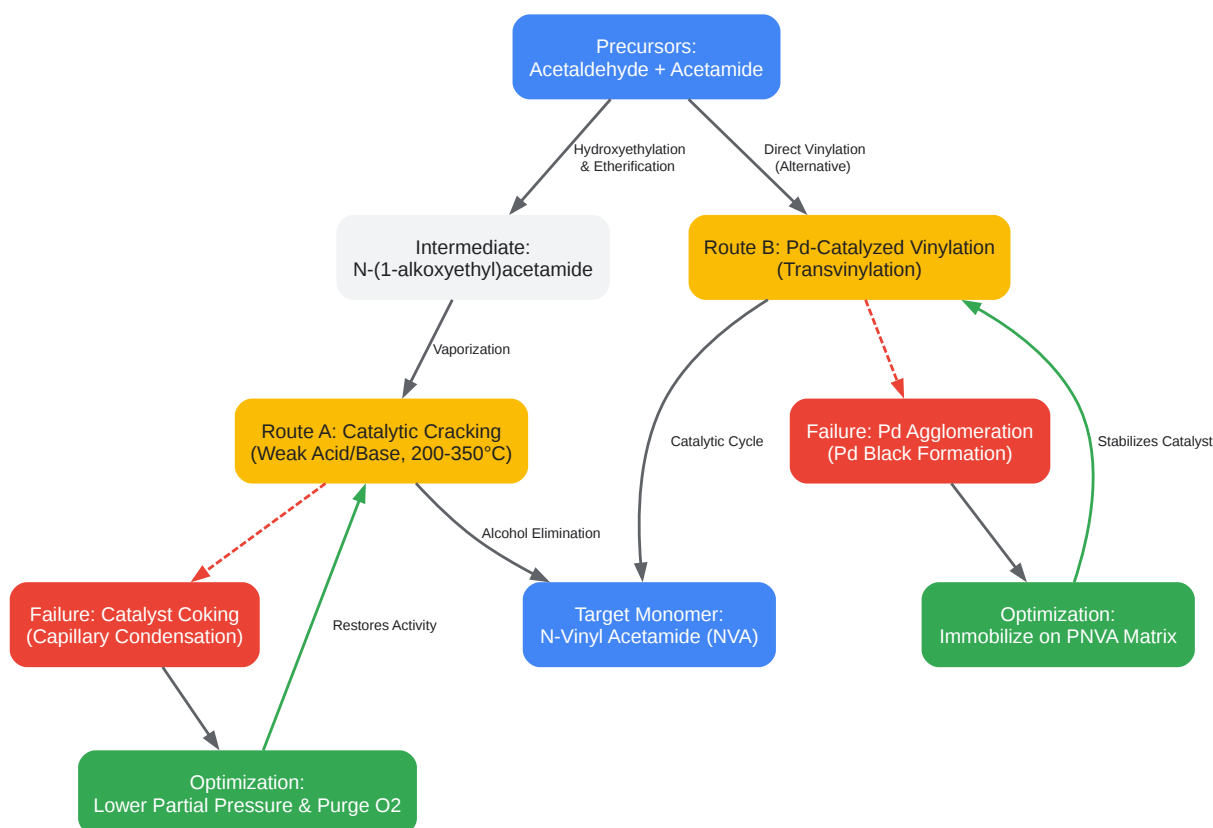 Precursors:
Acetaldehyde + Acetamide
Hydroxyethylation
& Etherification
Direct Vinylation
(Alternative)
Intermediate:
N-(1-alkoxyethyl)acetamide
Route B: Pd-Catalyzed Vinylation
(Transvinylation)
Vaporization
Route A: Catalytic Cracking
(Weak Acid/Base, 200-350°C)
Catalytic Cycle
Failure: Pd Agglomeration
(Pd Black Formation)
Stabilizes Catalyst
Alcohol Elimination
Failure: Catalyst Coking
(Capillary Condensation)
Restores Activity
Target Monomer:
N-Vinyl Acetamide (NVA)
Optimization:
Immobilize on PNVA Matrix
Optimization:
Lower Partial Pressure & Purge O2